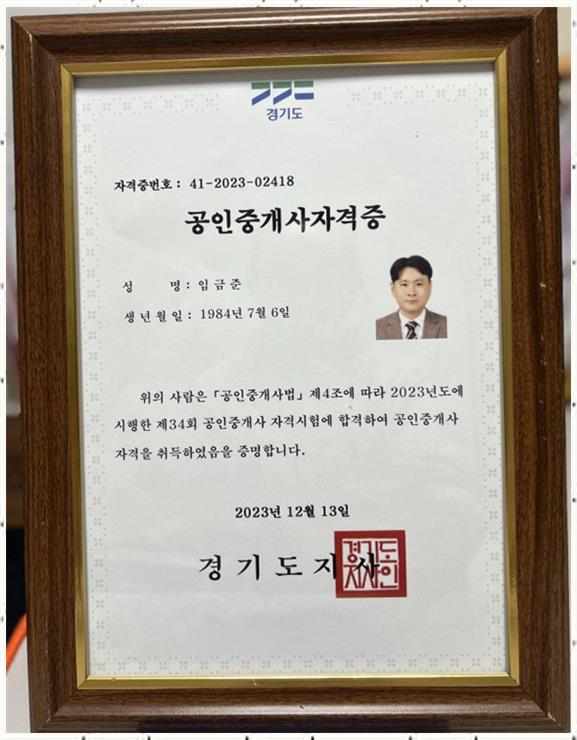 경기도
자격증번호 : 41-2023-02418
공인중개사자격증
성 명 : 임금준
생년월일 : 1984년 7월 6일
위의 사람은 「공인중개사법」 제4조에 따라 2023년도에
시행한 제34회 공인중개사 자격시험에 합격하여 공인중개사
자격을 취득하였음을 증명합니다.
2023년 12월 13일
경기도지사
경기도
지사인